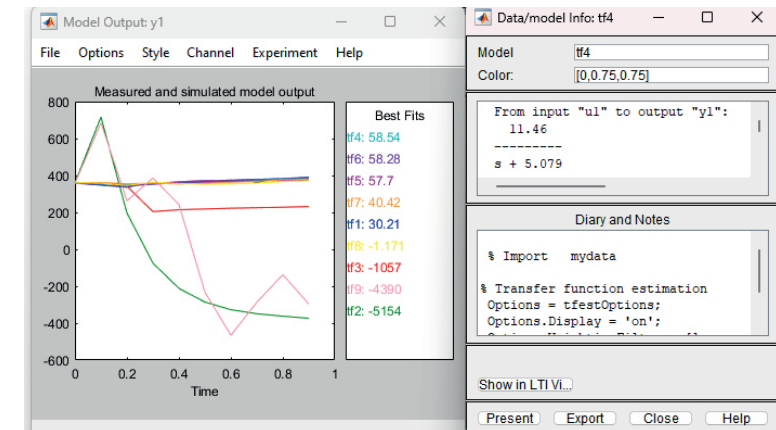 Model Output: y1
File Options Style Channel Experiment Help
Measured and simulated model output
800
600
400
200
0
-200
-400
-600
0 0.2 0.4 0.6 0.8 1
Time
Best Fits
tf4: 58.54
tf6: 58.28
tf5: 57.7
tf7: 40.42
tf1: 30.21
tf8: -1.171
tf3: -1057
tf9: -4390
tf2: -5154
Data/model Info: tf4
Model tf4
Color: [0,0.75,0.75]
From input "u1" to output "y1":
11.46
---------
s + 5.079
Diary and Notes
% Import mydata
% Transfer function estimation
Options = tfestOptions;
Options.Display = 'on';
Show in LTI Vi...
Present Export Close Help